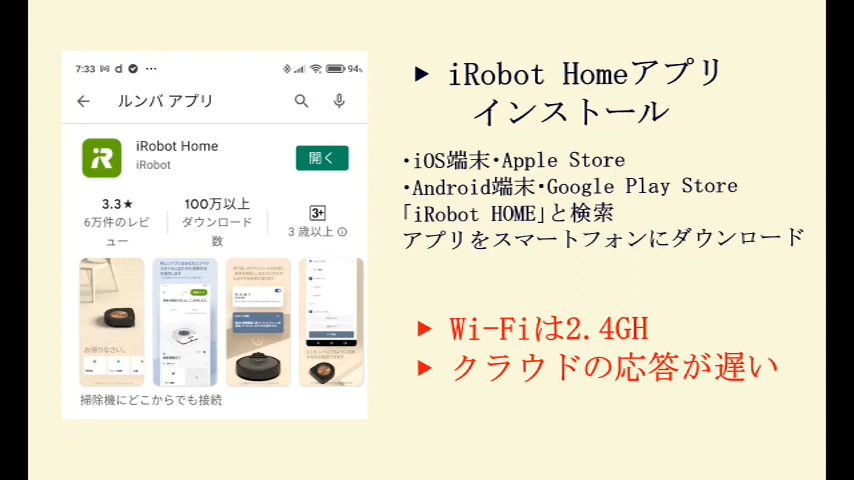 7:33 d ... 94%
ルンバ アプリ
iRobot Home
iRobot
開く
3.3★
6万件のレビ
ュー
100万以上
ダウンロード
数
3+
3 歳以上
お帰りなさい。
掃除機にどこからでも接続
▶ iRobot Homeアプリ
インストール
・iOS端末・Apple Store
・Android端末・Google Play Store
「iRobot HOME」と検索
アプリをスマートフォンにダウンロード
▶ Wi-Fiは2.4GH
▶ クラウドの応答が遅い